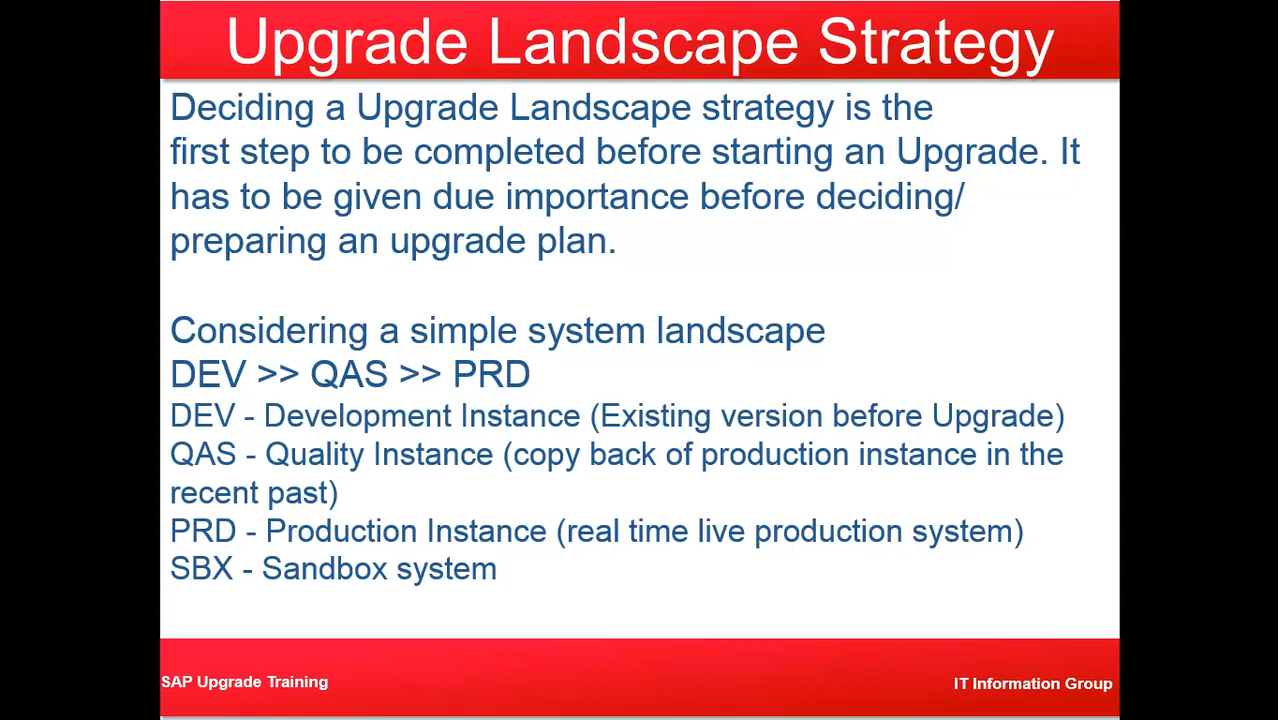 Upgrade Landscape Strategy
Deciding a Upgrade Landscape strategy is the
first step to be completed before starting an Upgrade. It
has to be given due importance before deciding/
preparing an upgrade plan.
Considering a simple system landscape
DEV >> QAS >> PRD
DEV - Development Instance (Existing version before Upgrade)
QAS - Quality Instance (copy back of production instance in the
recent past)
PRD - Production Instance (real time live production system)
SBX - Sandbox system
SAP Upgrade Training
IT Information Group